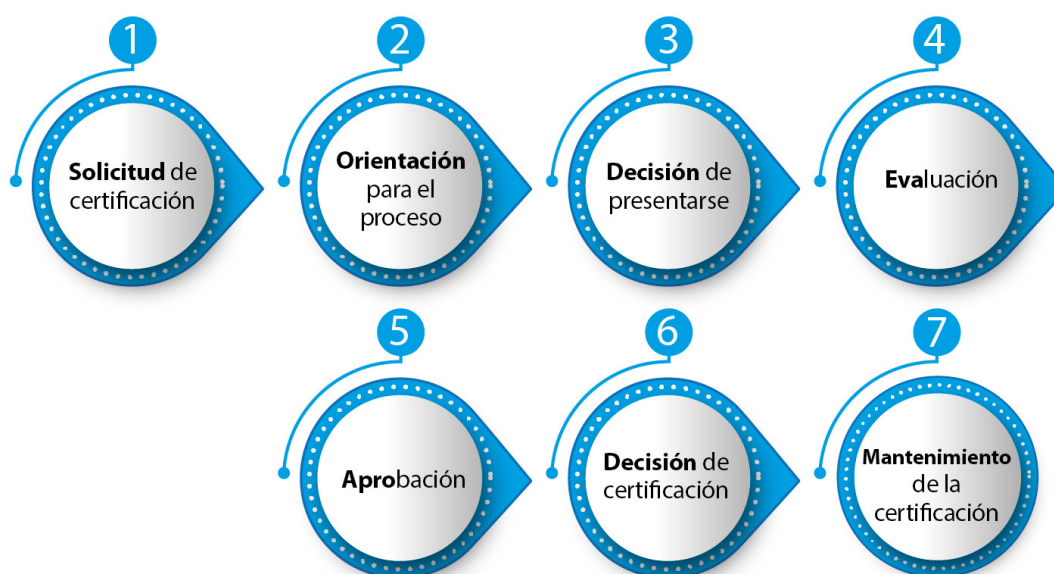 1
Solicitud de
certificación
2
Orientación
para el
proceso
3
Decisión de
presentarse
4
Evaluación
5
Aprobación
6
Decisión de
certificación
7
Mantenimiento
de la
certificación